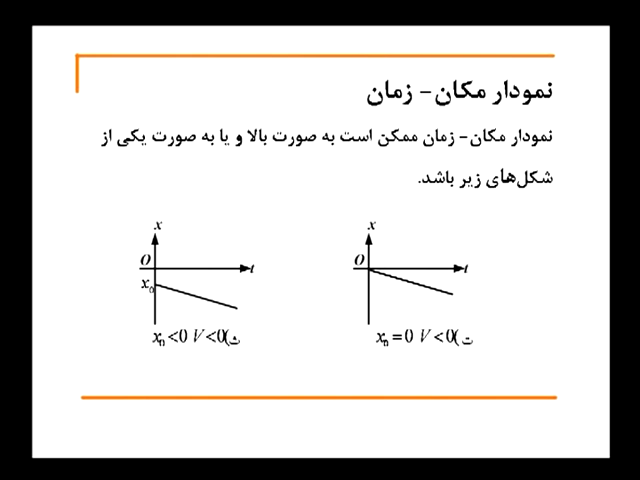 نمودار مکان- زمان
نمودار مکان- زمان ممکن است به صورت بالا و یا به صورت یکی از
شکل‌های زیر باشد.
x
O
t
x
O
x₀
t
ت) x₀=0 V<0
ث) x₀<0 V<0